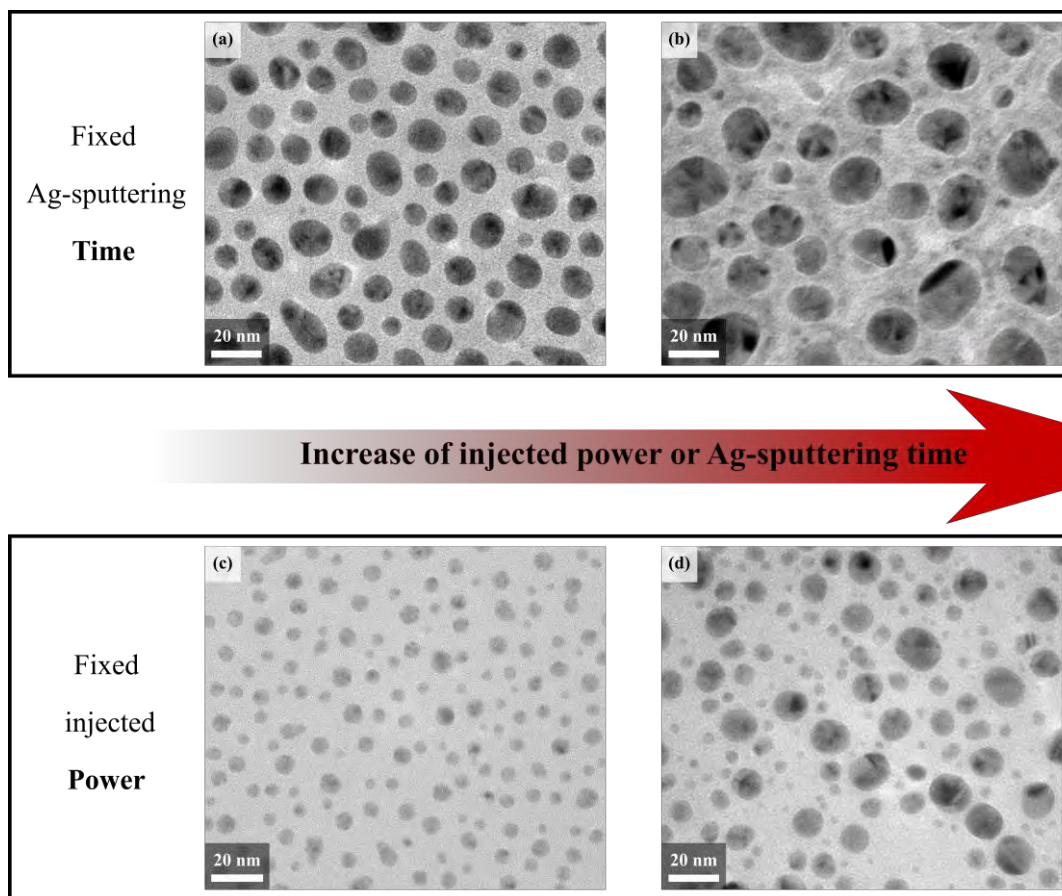 (a)
(b)
Fixed
Ag-sputtering
Time
20 nm
20 nm
Increase of injected power or Ag-sputtering time
(c)
(d)
Fixed
injected
Power
20 nm
20 nm